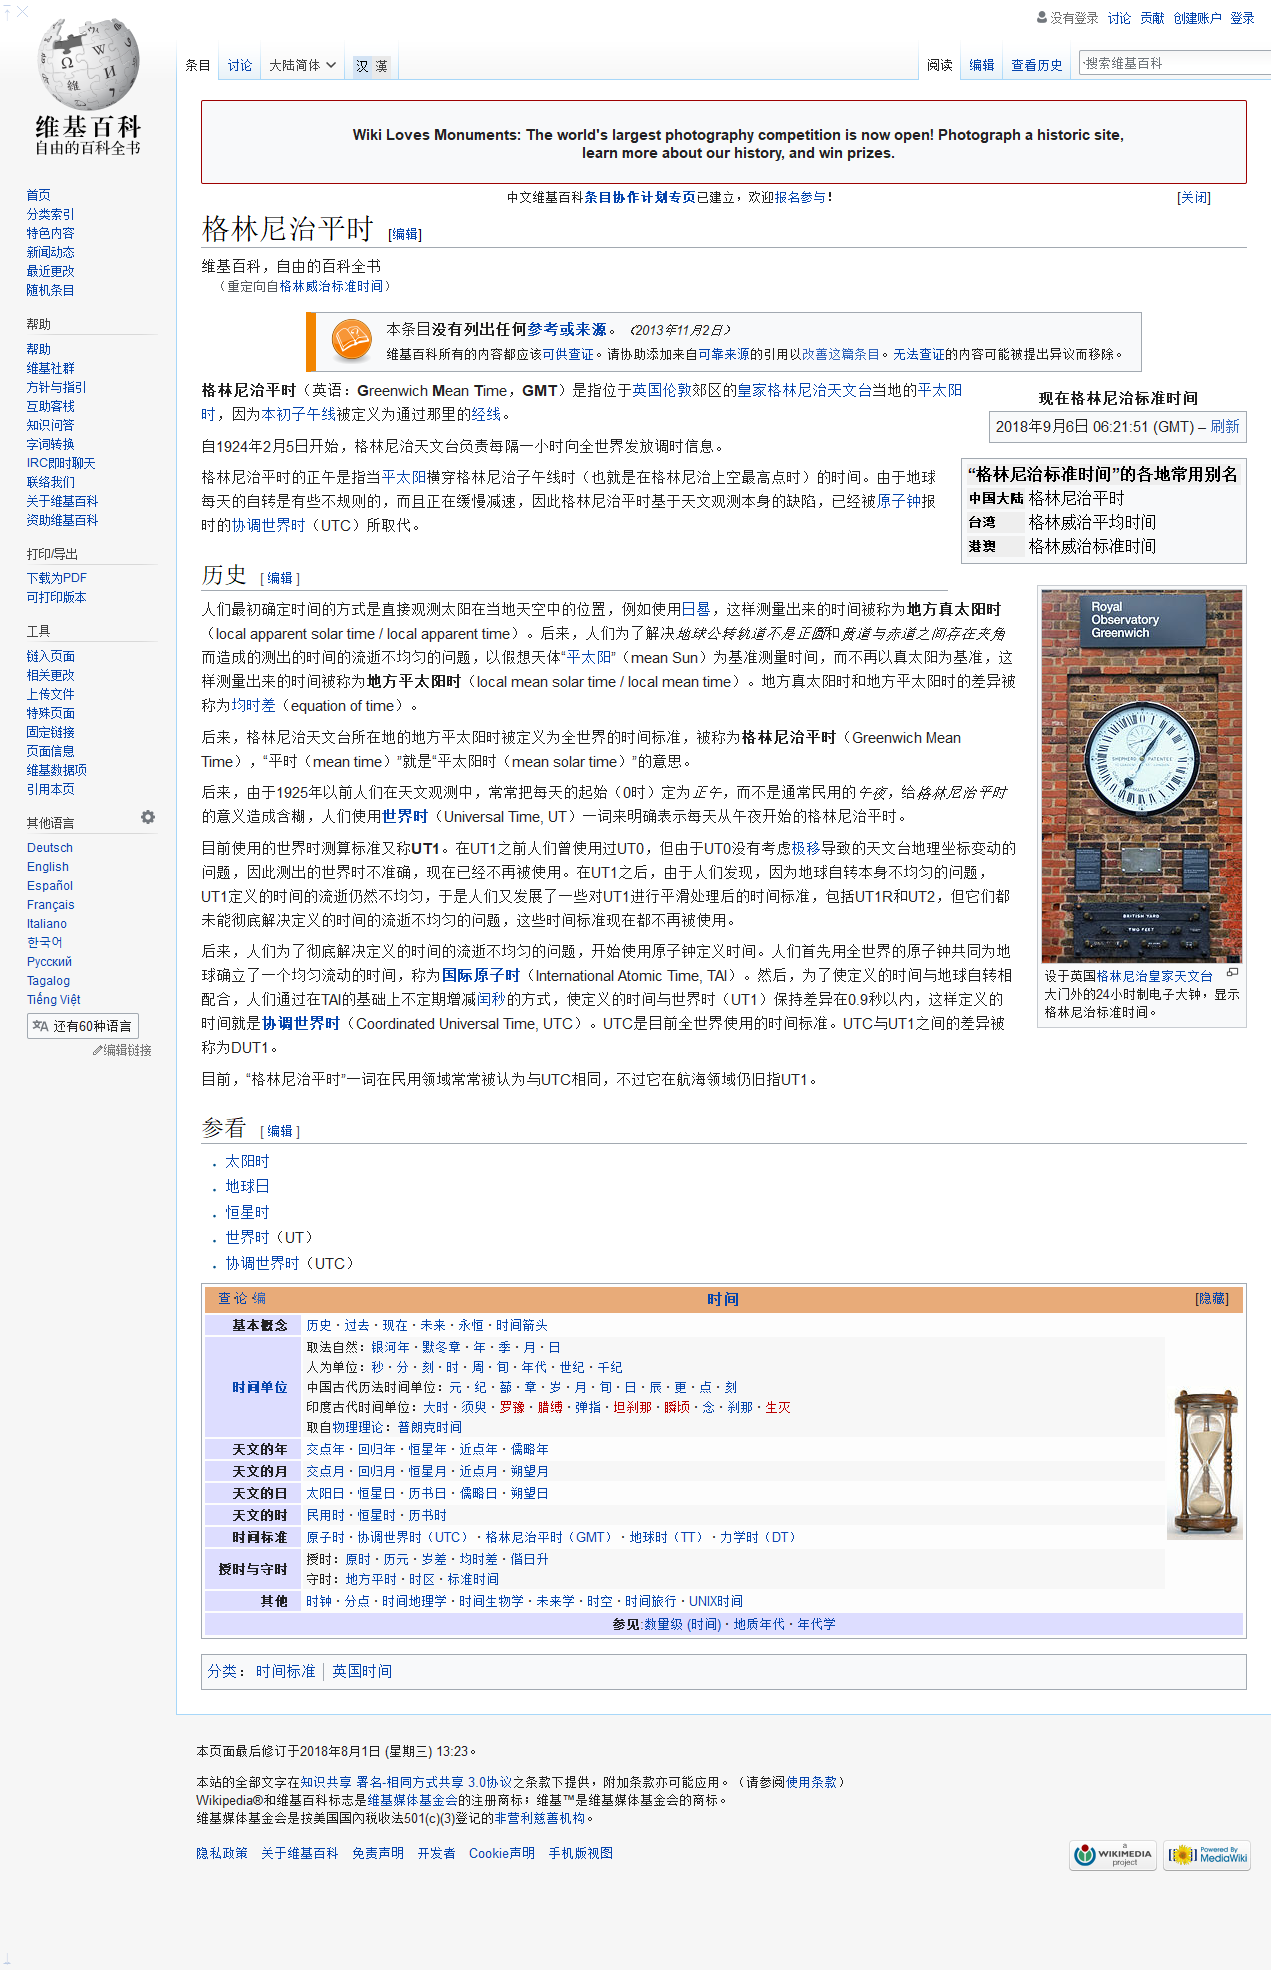 没有登录 讨论 贡献 创建账户 登录
条目 讨论 大陆简体 汉 漢 阅读 编辑 查看历史 搜索维基百科
维基百科
自由的百科全书
首页
分类索引
特色内容
新闻动态
最近更改
随机条目
帮助
帮助
维基社群
方针与指引
互助客栈
知识问答
字词转换
IRC即时聊天
联络我们
关于维基百科
资助维基百科
打印/导出
下载为PDF
可打印版本
工具
链入页面
相关更改
上传文件
特殊页面
固定链接
页面信息
维基数据项
引用本页
其他语言
Deutsch
English
Español
Français
Italiano
한국어
Русский
Tagalog
Tiếng Việt
还有60种语言
编辑链接
Wiki Loves Monuments: The world's largest photography competition is now open! Photograph a historic site,
learn more about our history, and win prizes.
中文维基百科条目协作计划专页已建立，欢迎报名参与！ [关闭]
格林尼治平时 [编辑]
维基百科，自由的百科全书
（重定向自格林威治标准时间）
本条目没有列出任何参考或来源。 （2013年11月2日）
维基百科所有的内容都应该可供查证。请协助添加来自可靠来源的引用以改善这篇条目。无法查证的内容可能被提出异议而移除。
现在格林尼治标准时间
2018年9月6日 06:21:51 (GMT) – 刷新
“格林尼治标准时间”的各地常用别名
中国大陆 格林尼治平时
台湾 格林威治平均时间
港澳 格林威治标准时间
格林尼治平时（英语：Greenwich Mean Time，GMT）是指位于英国伦敦郊区的皇家格林尼治天文台当地的平太阳
时，因为本初子午线被定义为通过那里的经线。
自1924年2月5日开始，格林尼治天文台负责每隔一小时向全世界发放调时信息。
格林尼治平时的正午是指当平太阳横穿格林尼治子午线时（也就是在格林尼治上空最高点时）的时间。由于地球
每天的自转是有些不规则的，而且正在缓慢减速，因此格林尼治平时基于天文观测本身的缺陷，已经被原子钟报
时的协调世界时（UTC）所取代。
历史 [ 编辑 ]
人们最初确定时间的方式是直接观测太阳在当地天空中的位置，例如使用日晷，这样测量出来的时间被称为地方真太阳时
（local apparent solar time / local apparent time）。后来，人们为了解决地球公转轨道不是正圆和黄道与赤道之间存在夹角
而造成的测出的时间的流逝不均匀的问题，以假想天体“平太阳”（mean Sun）为基准测量时间，而不再以真太阳为基准，这
样测量出来的时间被称为地方平太阳时（local mean solar time / local mean time）。地方真太阳时和地方平太阳时的差异被
称为均时差（equation of time）。
后来，格林尼治天文台所在地的地方平太阳时被定义为全世界的时间标准，被称为格林尼治平时（Greenwich Mean
Time），“平时（mean time）”就是“平太阳时（mean solar time）”的意思。
后来，由于1925年以前人们在天文观测中，常常把每天的起始（0时）定为正午，而不是通常民用的午夜，给格林尼治平时
的意义造成含糊，人们使用世界时（Universal Time, UT）一词来明确表示每天从午夜开始的格林尼治平时。
目前使用的世界时测算标准又称UT1。在UT1之前人们曾使用过UT0，但由于UT0没有考虑极移导致的天文台地理坐标变动的
问题，因此测出的世界时不准确，现在已经不再被使用。在UT1之后，由于人们发现，因为地球自转本身不均匀的问题，
UT1定义的时间的流逝仍然不均匀，于是人们又发展了一些对UT1进行平滑处理后的时间标准，包括UT1R和UT2，但它们都
未能彻底解决定义的时间的流逝不均匀的问题，这些时间标准现在都不再被使用。
后来，人们为了彻底解决定义的时间的流逝不均匀的问题，开始使用原子钟定义时间。人们首先用全世界的原子钟共同为地
球确立了一个均匀流动的时间，称为国际原子时（International Atomic Time, TAI）。然后，为了使定义的时间与地球自转相
配合，人们通过在TAI的基础上不定期增减闰秒的方式，使定义的时间与世界时（UT1）保持差异在0.9秒以内，这样定义的
时间就是协调世界时（Coordinated Universal Time, UTC）。UTC是目前全世界使用的时间标准。UTC与UT1之间的差异被
称为DUT1。
目前，“格林尼治平时”一词在民用领域常常被认为与UTC相同，不过它在航海领域仍旧指UT1。
Royal
Observatory
Greenwich
SHEPHERD PATENTEE
BRITISH YARD
TWO FEET
设于英国格林尼治皇家天文台
大门外的24小时制电子大钟，显示
格林尼治标准时间。
参看 [ 编辑 ]
太阳时
地球日
恒星时
世界时（UT）
协调世界时（UTC）
查·论·编 时间 [隐藏]
基本概念 历史 · 过去 · 现在 · 未来 · 永恒 · 时间箭头
时间单位
取法自然：银河年 · 默冬章 · 年 · 季 · 月 · 日
人为单位：秒 · 分 · 刻 · 时 · 周 · 旬 · 年代 · 世纪 · 千纪
中国古代历法时间单位：元 · 纪 · 蔀 · 章 · 岁 · 月 · 旬 · 日 · 辰 · 更 · 点 · 刻
印度古代时间单位：大时 · 须臾 · 罗豫 · 腊缚 · 弹指 · 坦刹那 · 瞬顷 · 念 · 刹那 · 生灭
取自物理理论：普朗克时间
天文的年 交点年 · 回归年 · 恒星年 · 近点年 · 儒略年
天文的月 交点月 · 回归月 · 恒星月 · 近点月 · 朔望月
天文的日 太阳日 · 恒星日 · 历书日 · 儒略日 · 朔望日
天文的时 民用时 · 恒星时 · 历书时
时间标准 原子时 · 协调世界时（UTC） · 格林尼治平时（GMT） · 地球时（TT） · 力学时（DT）
授时与守时
授时：原时 · 历元 · 岁差 · 均时差 · 偕日升
守时：地方平时 · 时区 · 标准时间
其他 时钟 · 分点 · 时间地理学 · 时间生物学 · 未来学 · 时空 · 时间旅行 · UNIX时间
参见:数量级 (时间) · 地质年代 · 年代学
分类： 时间标准 英国时间
本页面最后修订于2018年8月1日 (星期三) 13:23。
本站的全部文字在知识共享 署名-相同方式共享 3.0协议之条款下提供，附加条款亦可能应用。（请参阅使用条款）
Wikipedia®和维基百科标志是维基媒体基金会的注册商标；维基™是维基媒体基金会的商标。
维基媒体基金会是按美国国內稅收法501(c)(3)登记的非营利慈善机构。
隐私政策 关于维基百科 免责声明 开发者 Cookie声明 手机版视图
a
WIKIMEDIA
project
Powered By
MediaWiki